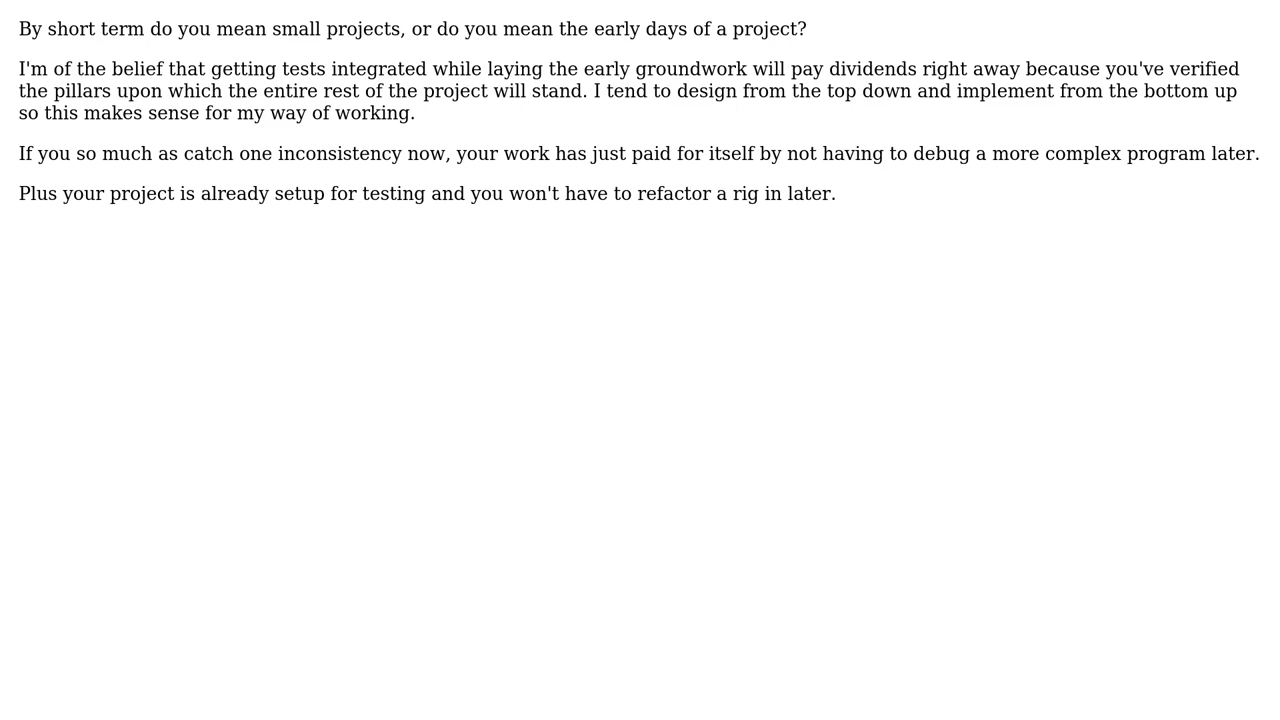 By short term do you mean small projects, or do you mean the early days of a project?
I'm of the belief that getting tests integrated while laying the early groundwork will pay dividends right away because you've verified
the pillars upon which the entire rest of the project will stand. I tend to design from the top down and implement from the bottom up
so this makes sense for my way of working.
If you so much as catch one inconsistency now, your work has just paid for itself by not having to debug a more complex program later.
Plus your project is already setup for testing and you won't have to refactor a rig in later.